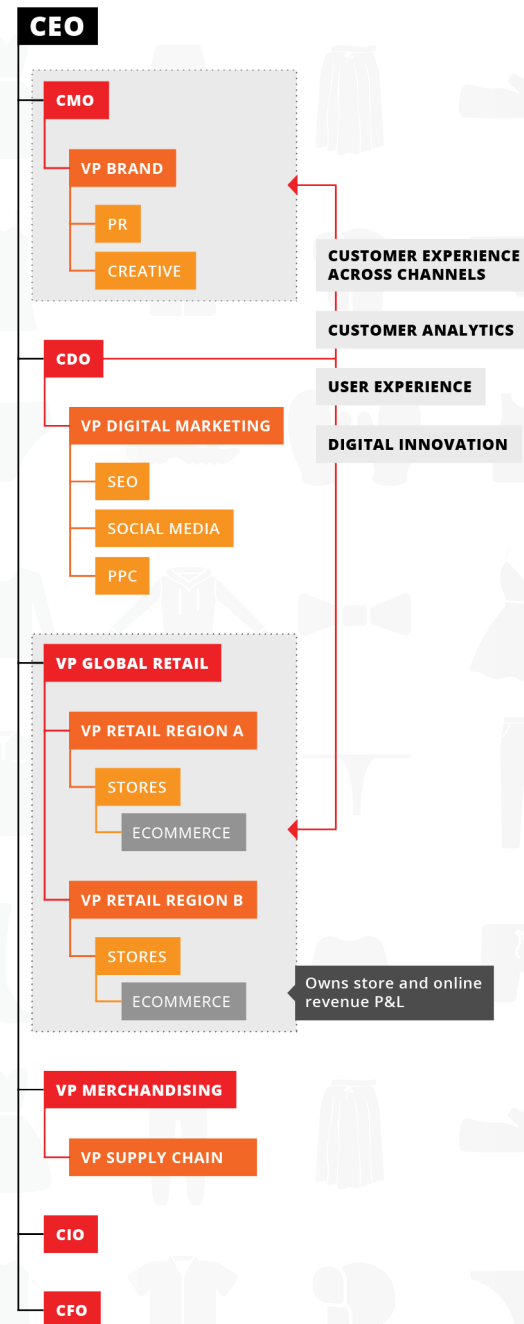 CEO
CMO
VP BRAND
PR
CREATIVE
CUSTOMER EXPERIENCE
ACROSS CHANNELS
CUSTOMER ANALYTICS
CDO
USER EXPERIENCE
VP DIGITAL MARKETING
DIGITAL INNOVATION
SEO
SOCIAL MEDIA
PPC
VP GLOBAL RETAIL
VP RETAIL REGION A
STORES
ECOMMERCE
VP RETAIL REGION B
STORES
ECOMMERCE
Owns store and online
revenue P&L
VP MERCHANDISING
VP SUPPLY CHAIN
CIO
CFO